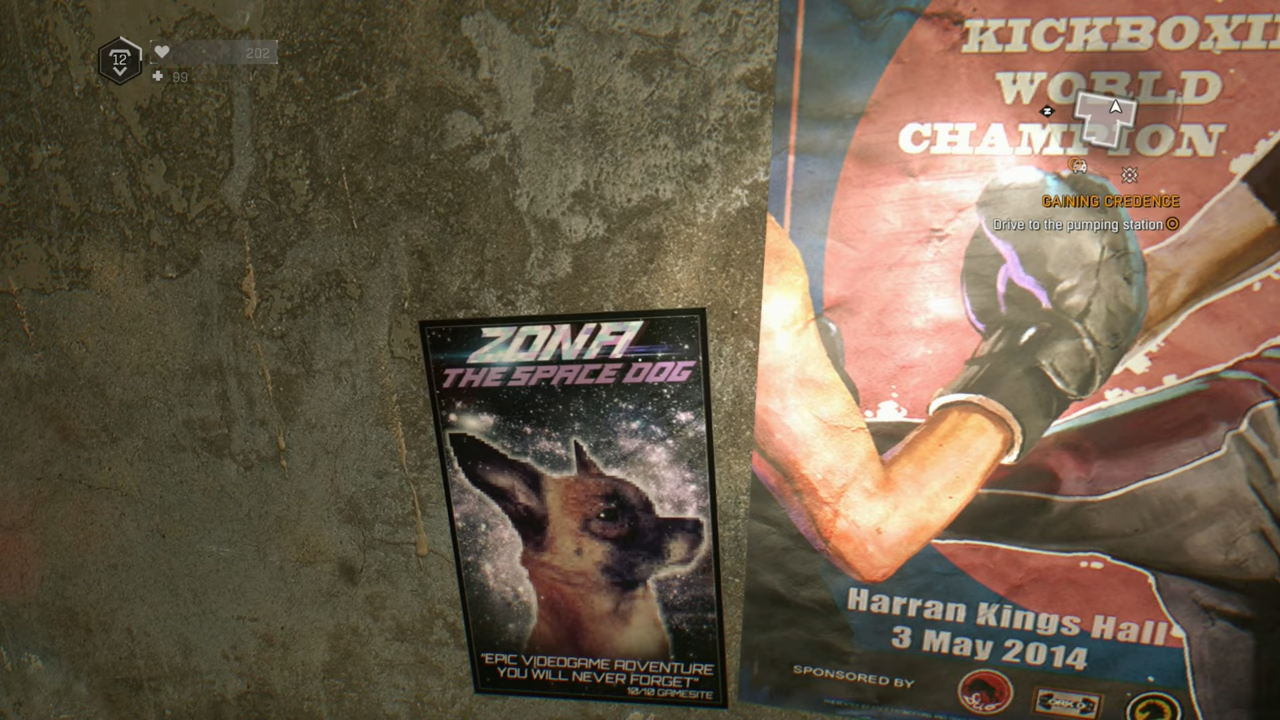 12
202
99
KICKBOXI
WORLD
CHAMPION
Z
GAINING CREDENCE
Drive to the pumping station
ZONA
THE SPACE DOG
"EPIC VIDEOGAME ADVENTURE
YOU WILL NEVER FORGET"
10/10 GAMESITE
Harran Kings Hall
3 May 2014
SPONSORED BY